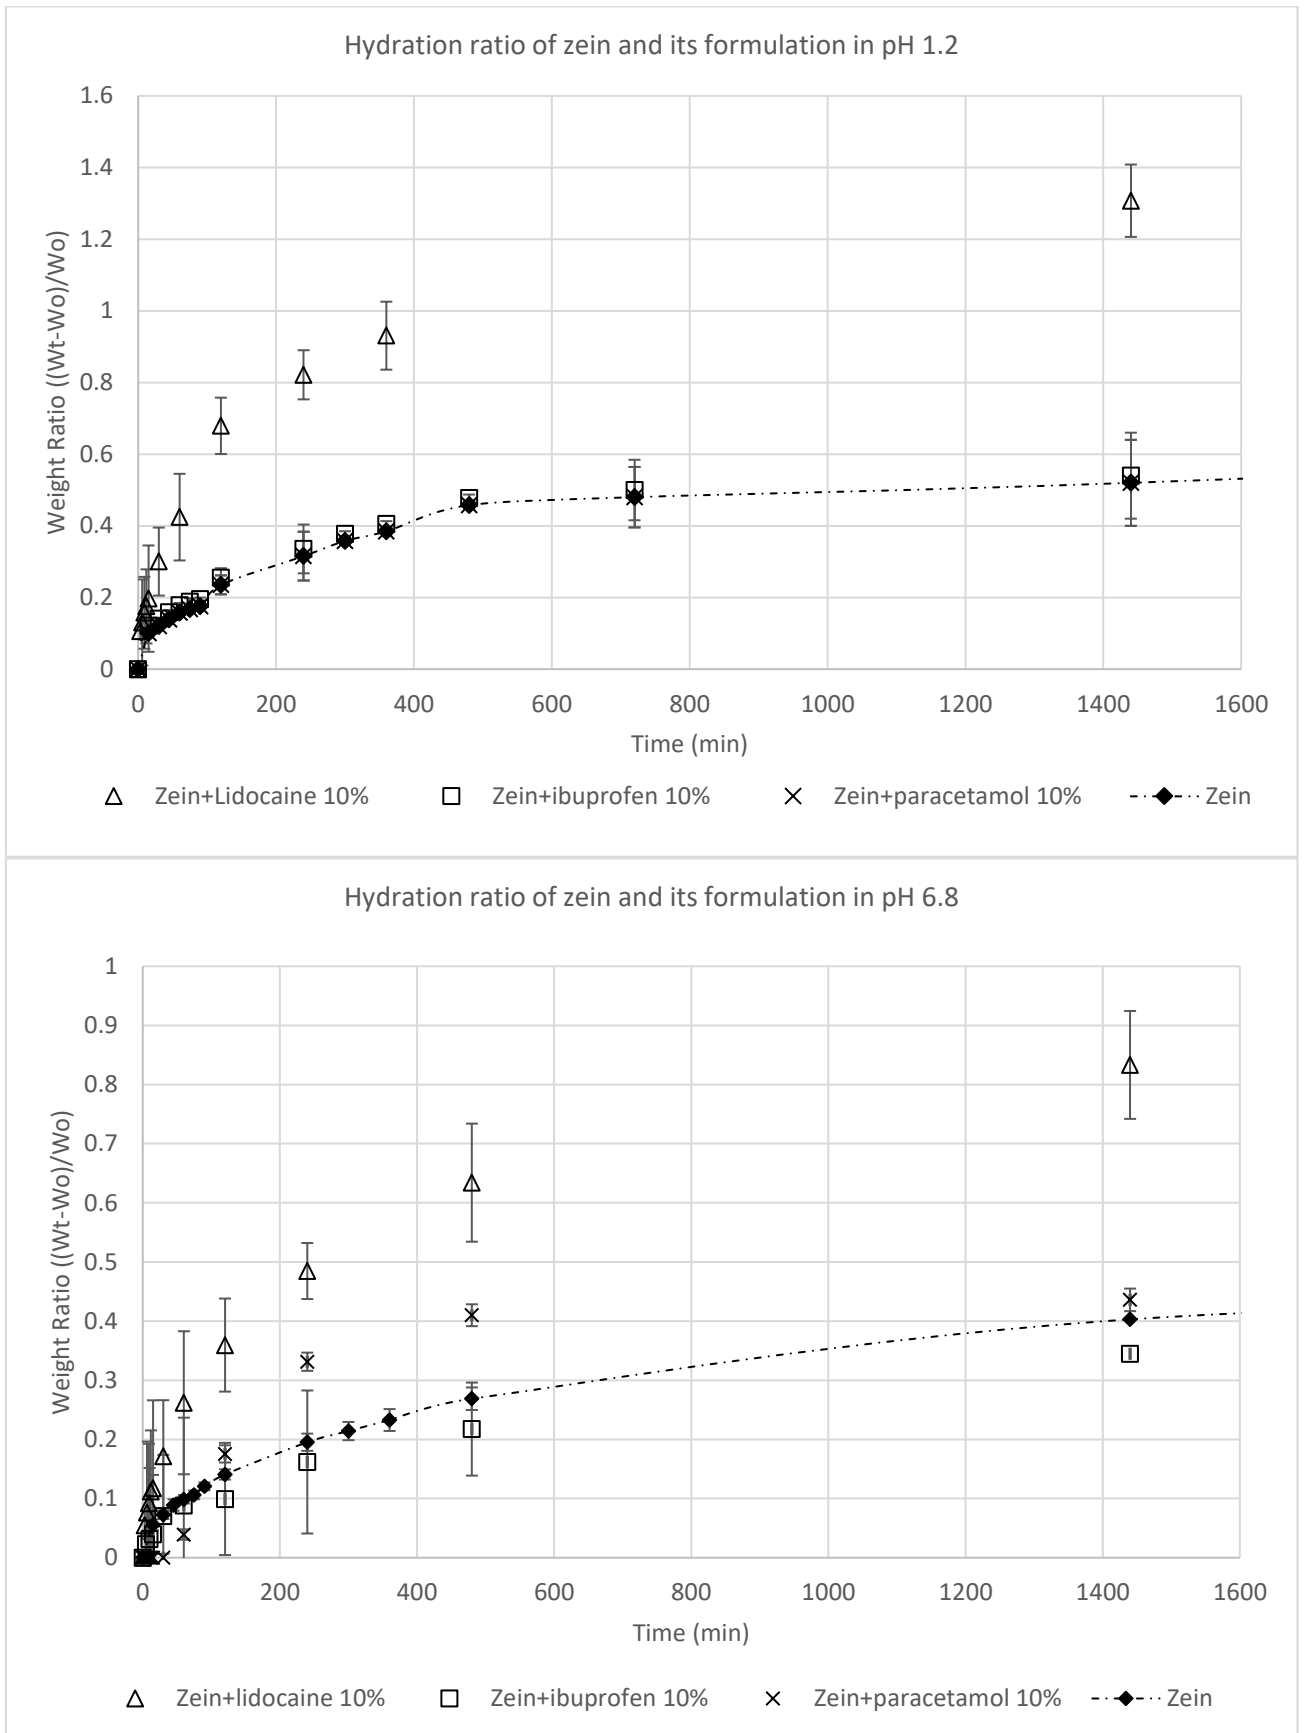 Hydration ratio of zein and its formulation in pH 1.2
1.6
1.4
1.2
1
0.8
0.6
0.4
0.2
0
Weight Ratio ((Wt-Wo)/Wo)
0 200 400 600 800 1000 1200 1400 1600
Time (min)
Zein+Lidocaine 10% Zein+ibuprofen 10% Zein+paracetamol 10% Zein
Hydration ratio of zein and its formulation in pH 6.8
1
0.9
0.8
0.7
0.6
0.5
0.4
0.3
0.2
0.1
0
Weight Ratio ((Wt-Wo)/Wo)
0 200 400 600 800 1000 1200 1400 1600
Time (min)
Zein+lidocaine 10% Zein+ibuprofen 10% Zein+paracetamol 10% Zein